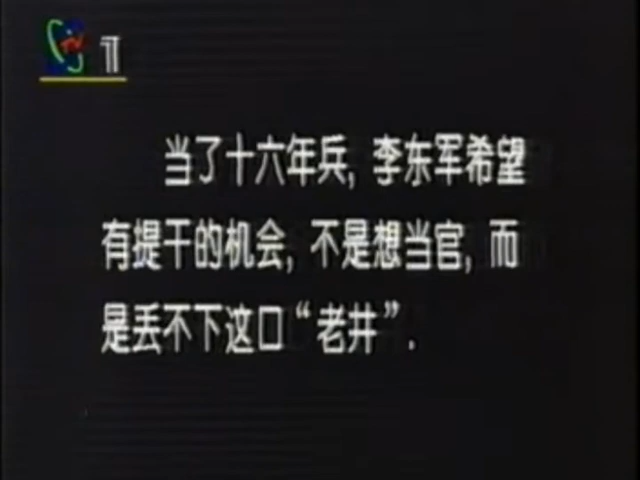 1
当了十六年兵,李东军希望
有提干的机会,不是想当官,而
是丢不下这口“老井”.